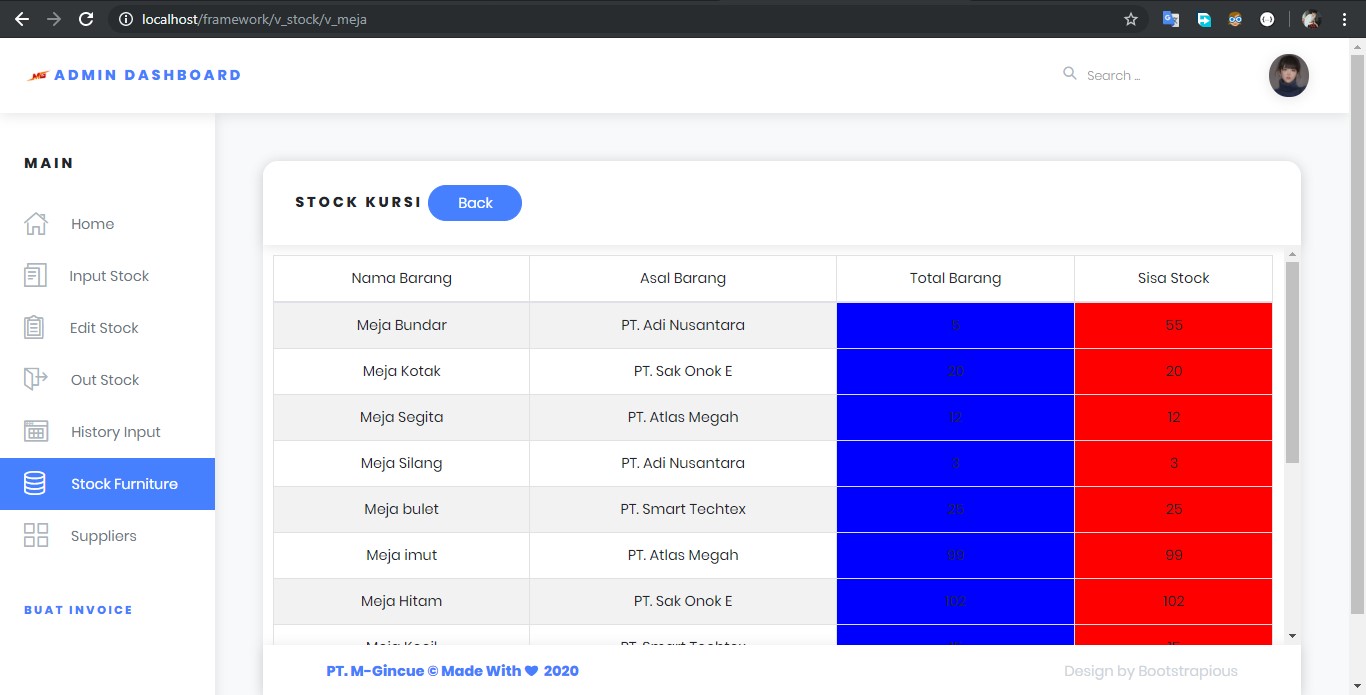 localhost/framework/v_stock/v_meja
MG ADMIN DASHBOARD
Search ...
MAIN
Home
Input Stock
Edit Stock
Out Stock
History Input
Stock Furniture
Suppliers
BUAT INVOICE
STOCK KURSI Back
Nama Barang Asal Barang Total Barang Sisa Stock
Meja Bundar PT. Adi Nusantara 5 55
Meja Kotak PT. Sak Onok E 20 20
Meja Segita PT. Atlas Megah 12 12
Meja Silang PT. Adi Nusantara 3 3
Meja bulet PT. Smart Techtex 25 25
Meja imut PT. Atlas Megah 99 99
Meja Hitam PT. Sak Onok E 102 102
Meja Kecil PT. Smart Techtex 15
PT. M-Gincue © Made With ❤ 2020
Design by Bootstrapious